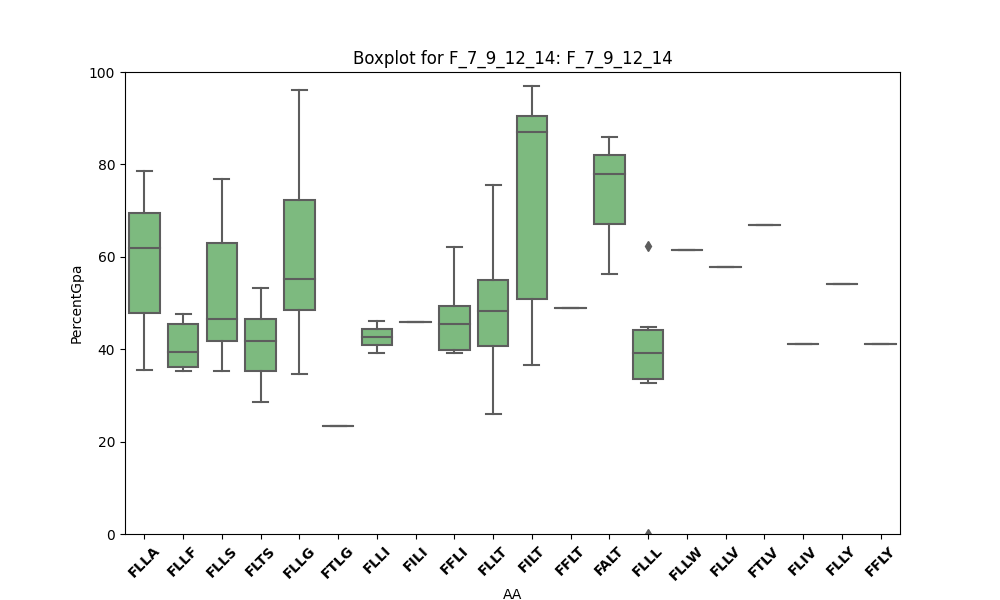 Boxplot for F_7_9_12_14: F_7_9_12_14
PercentGpa
100
80
60
40
20
0
FLLA FLLF FLLS FLTS FLLG FTLG FLLI FILI FFLI FLLT FILT FFLT FALT FLLL FLLW FLLV FTLV FLIV FLLY FFLY
AA